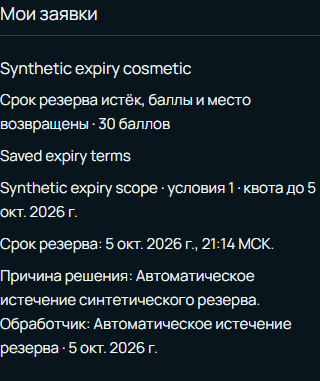 Мои заявки
Synthetic expiry cosmetic
Срок резерва истёк, баллы и место
возвращены · 30 баллов
Saved expiry terms
Synthetic expiry scope · условия 1 · квота до 5
окт. 2026 г.
Срок резерва: 5 окт. 2026 г., 21:14 МСК.
Причина решения: Автоматическое
истечение синтетического резерва.
Обработчик: Автоматическое истечение
резерва · 5 окт. 2026 г.